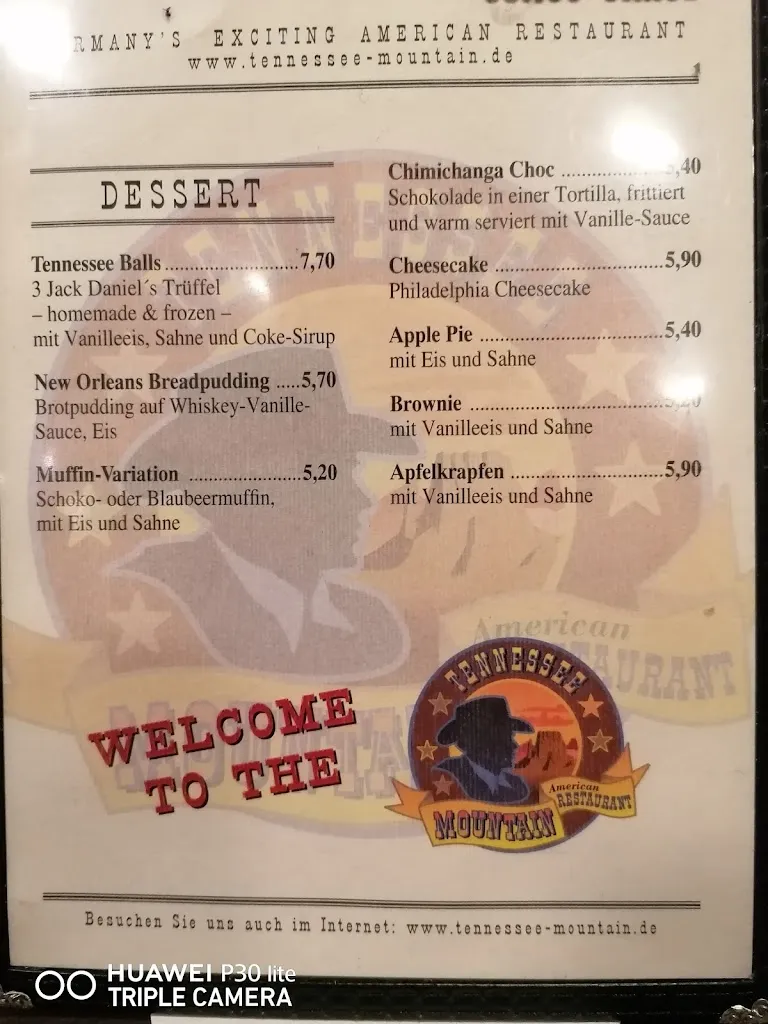 EXCITING AMERICAN RESTAURANT
www.tennessee-mountain.de
DESSERT
Tennessee Balls ........................7,70
3 Jack Daniel´s Trüffel
– homemade & frozen –
mit Vanilleeis, Sahne und Coke-Sirup
New Orleans Breadpudding .....5,70
Brotpudding auf Whiskey-Vanille-
Sauce, Eis
Muffin-Variation ....................5,20
Schoko- oder Blaubeermuffin,
mit Eis und Sahne
Chimichanga Choc
Schokolade in einer Tortilla, frittiert
und warm serviert mit Vanille-Sauce
Cheesecake ..............................5,90
Philadelphia Cheesecake
Apple Pie .................................5,40
mit Eis und Sahne
Brownie
mit Vanilleeis und Sahne
Apfelkrapfen ...........................5,90
mit Vanilleeis und Sahne
WELCOME
TO THE
TENNESSEE
MOUNTAIN
American
RESTAURANT
Besuchen Sie uns auch im Internet: www.tennessee-mountain.de
HUAWEI P30 lite
TRIPLE CAMERA